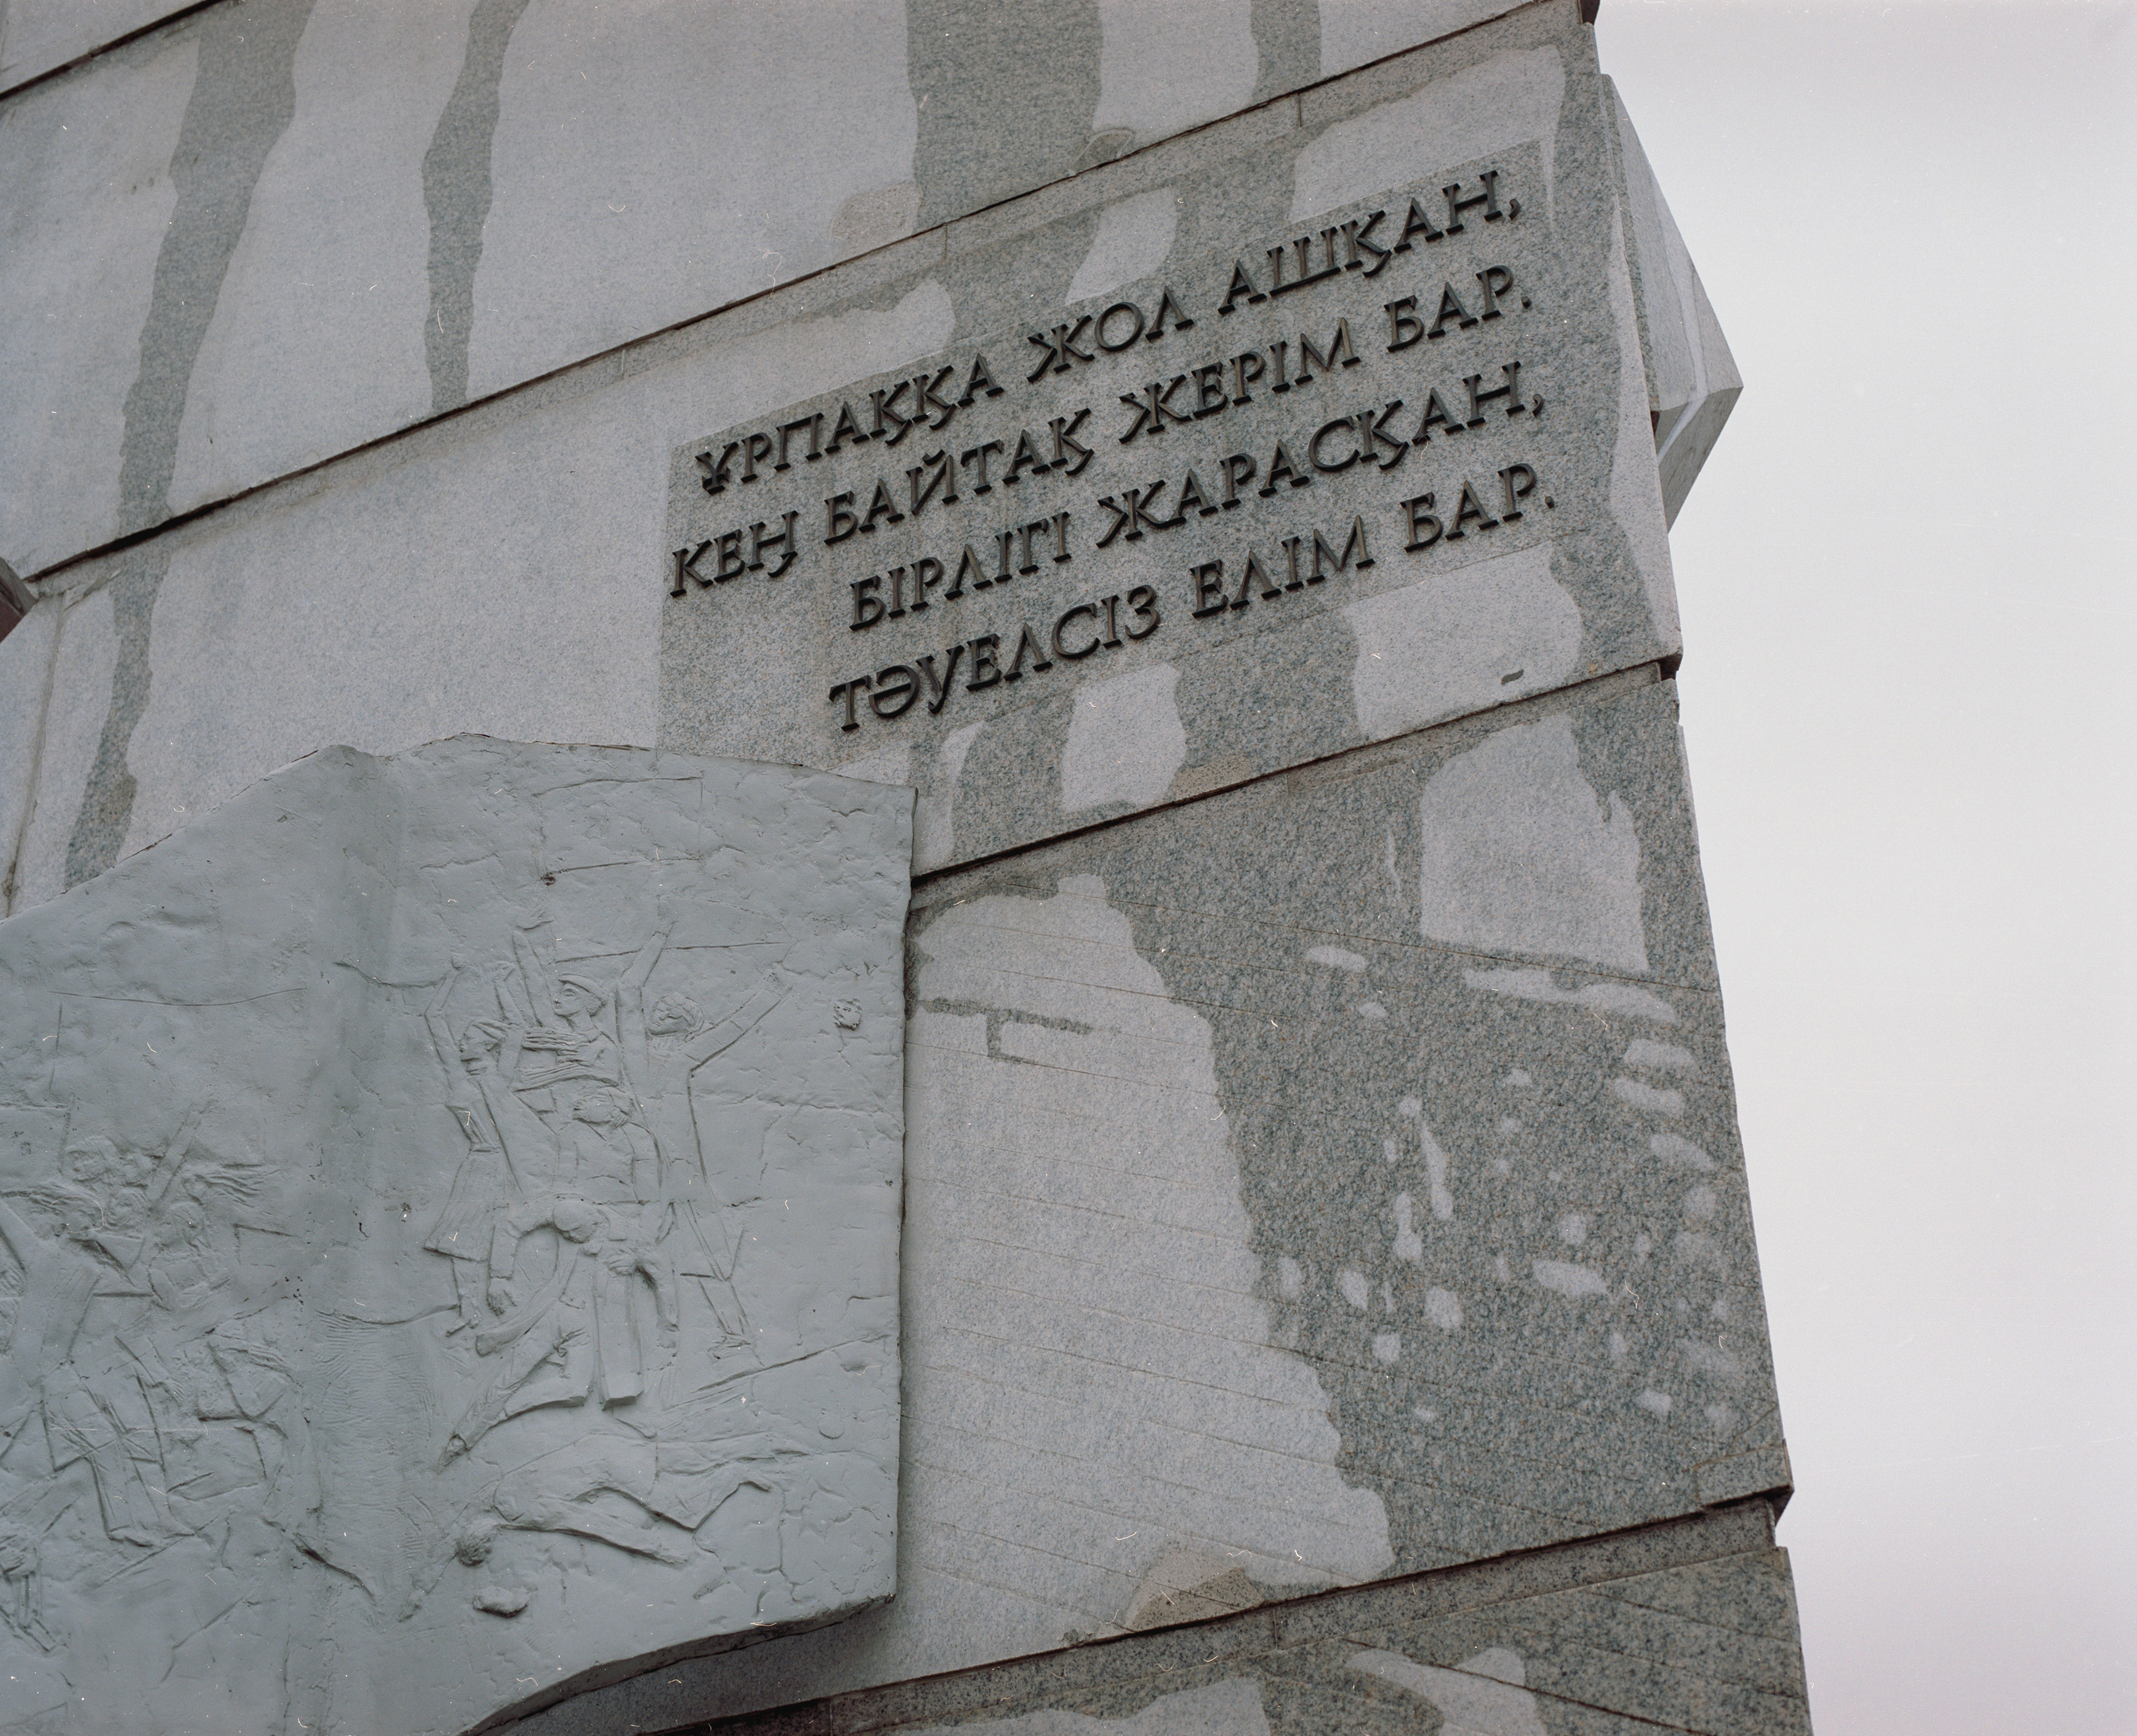 ҰРПАҚҚА ЖОЛ АШҚАН,
КЕҢ БАЙТАҚ ЖЕРІМ БАР.
БІРЛІГІ ЖАРАСҚАН,
ТӘУЕЛСІЗ ЕЛІМ БАР.